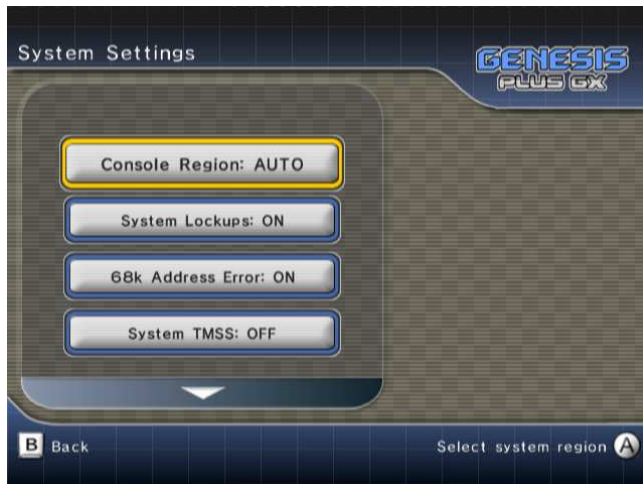 System Settings
GENESIS
PLUS GX
Console Region: AUTO
System Lockups: ON
68k Address Error: ON
System TMSS: OFF
B Back
Select system region A